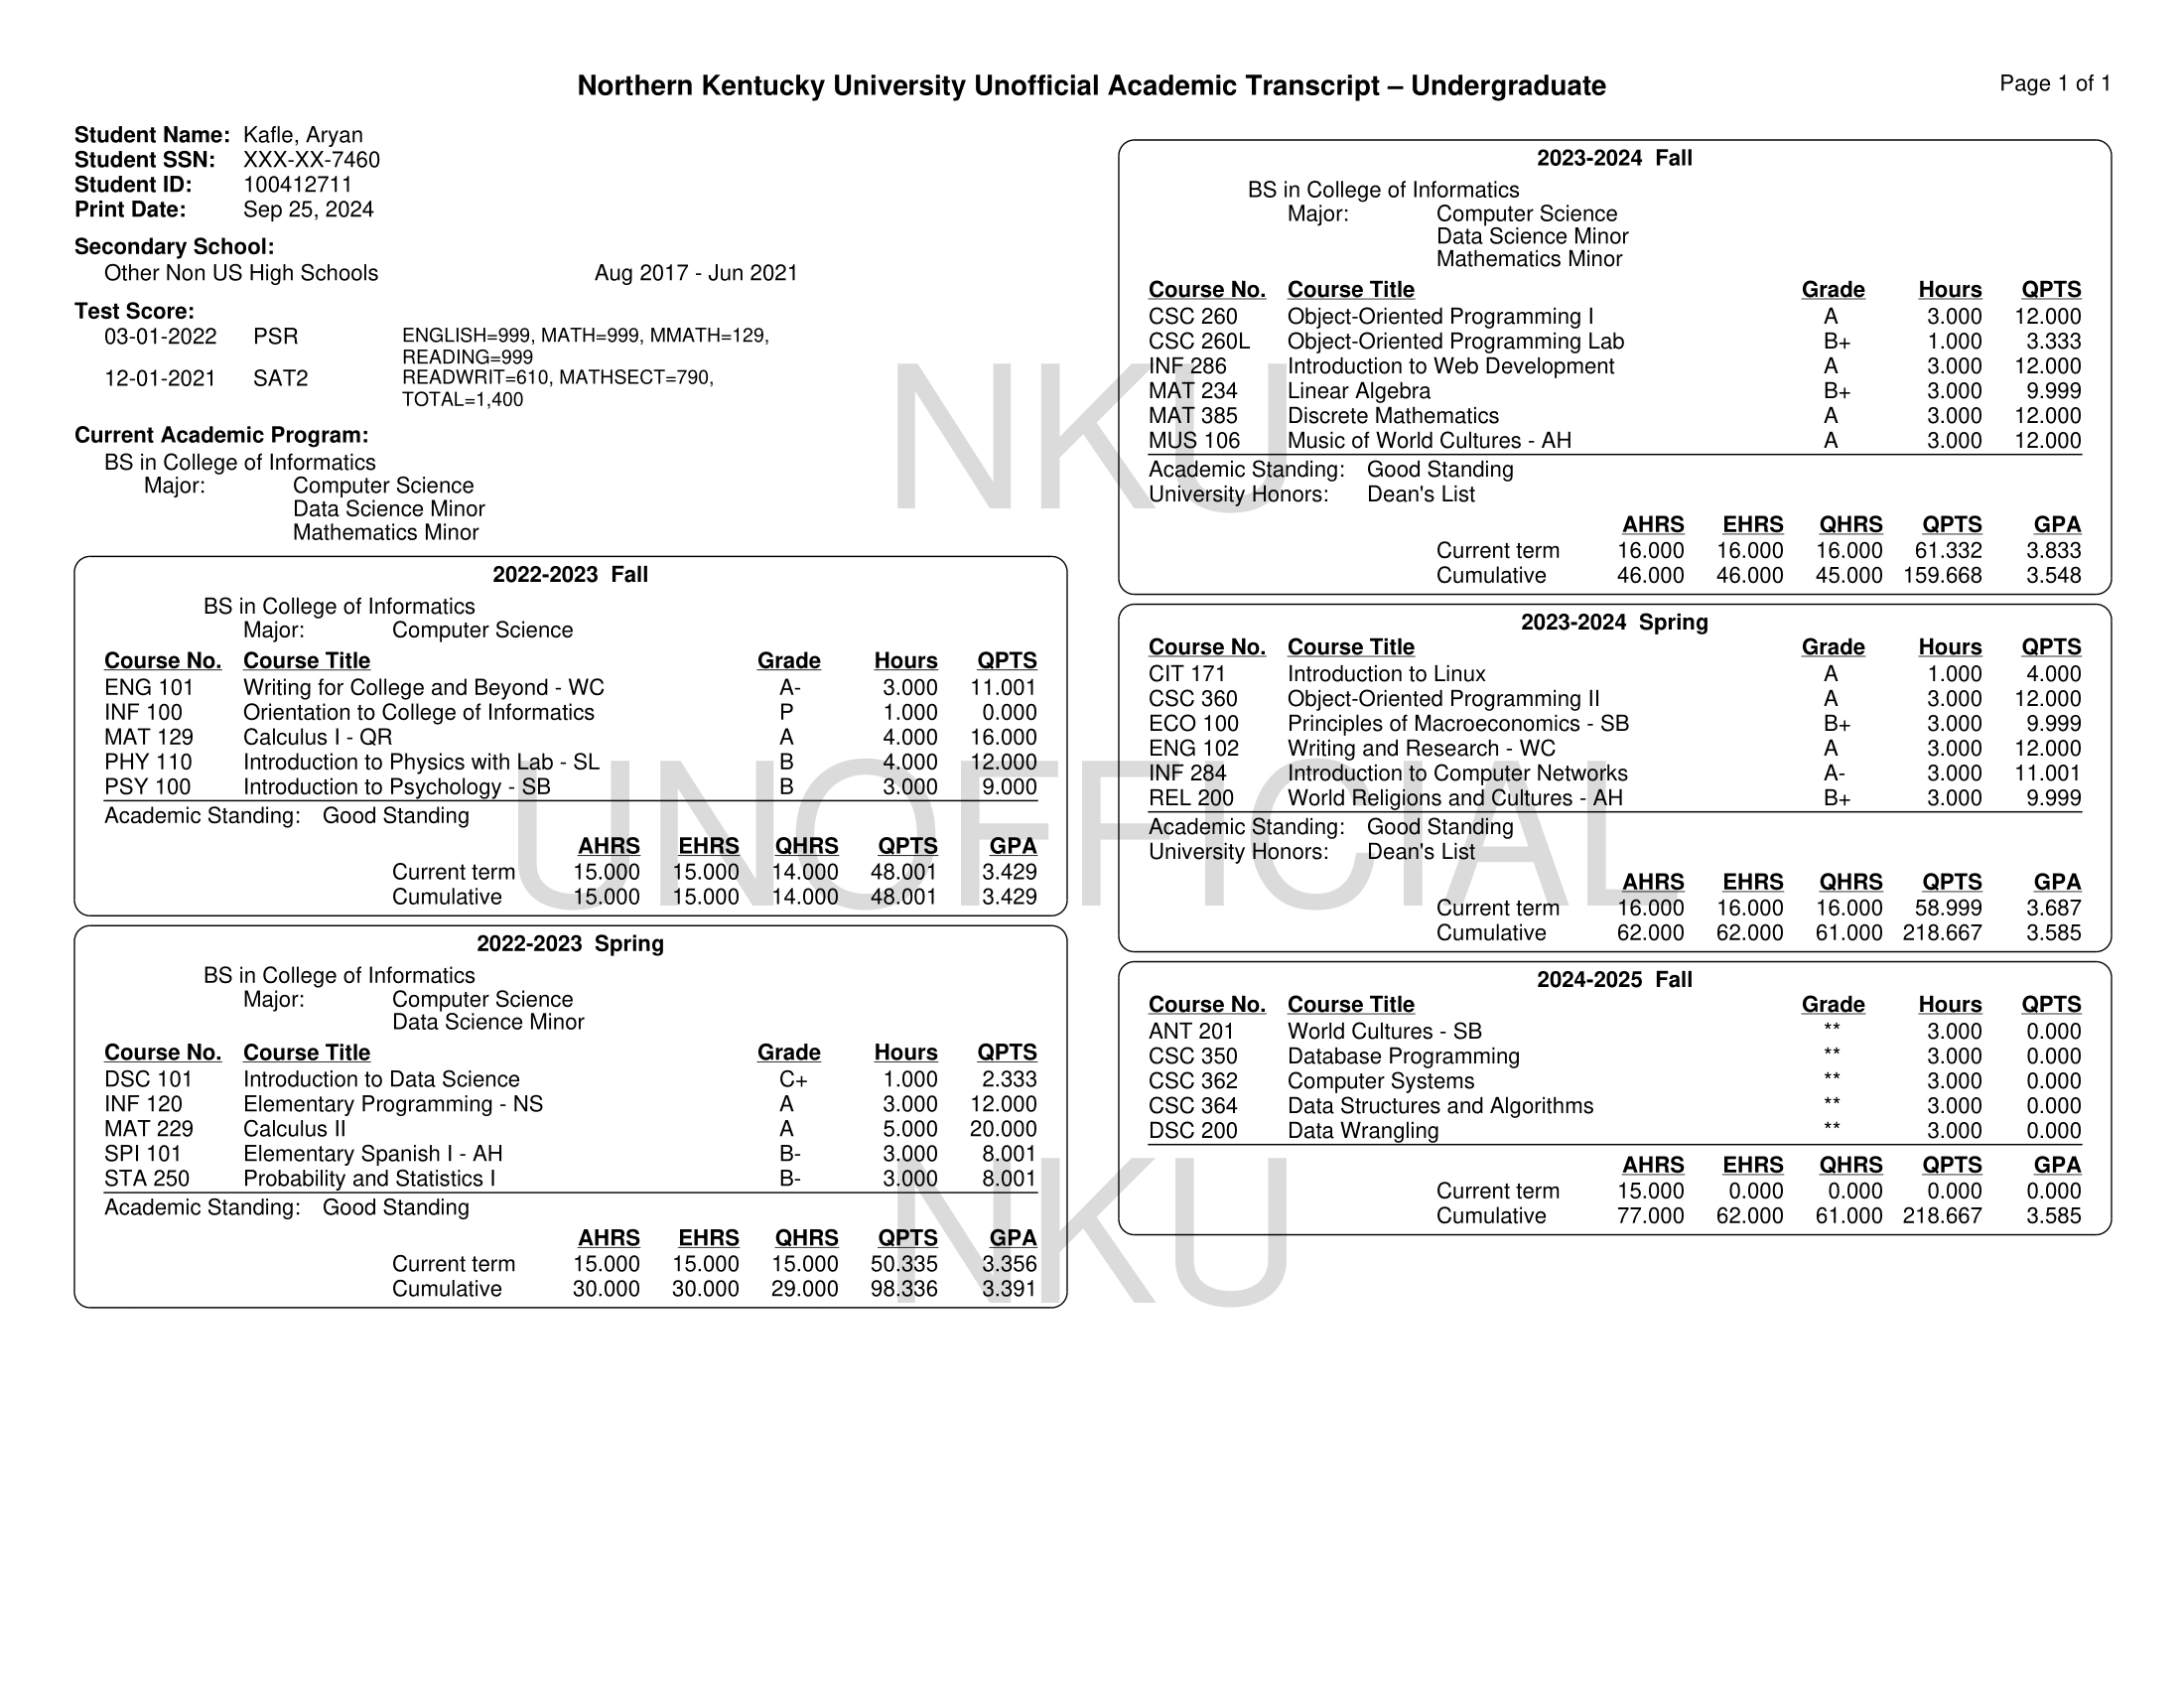 Northern Kentucky University Unofficial Academic Transcript – Undergraduate
Page 1 of 1
Student Name: Kafle, Aryan
Student SSN: XXX-XX-7460
Student ID: 100412711
Print Date: Sep 25, 2024
Secondary School:
Other Non US High Schools Aug 2017 - Jun 2021
Test Score:
03-01-2022 PSR ENGLISH=999, MATH=999, MMATH=129,
READING=999
12-01-2021 SAT2 READWRIT=610, MATHSECT=790,
TOTAL=1,400
Current Academic Program:
BS in College of Informatics
Major: Computer Science
Data Science Minor
Mathematics Minor
2022-2023 Fall
BS in College of Informatics
Major: Computer Science
Course No. Course Title Grade Hours QPTS
ENG 101 Writing for College and Beyond - WC A- 3.000 11.001
INF 100 Orientation to College of Informatics P 1.000 0.000
MAT 129 Calculus I - QR A 4.000 16.000
PHY 110 Introduction to Physics with Lab - SL B 4.000 12.000
PSY 100 Introduction to Psychology - SB B 3.000 9.000
Academic Standing: Good Standing
AHRS EHRS QHRS QPTS GPA
Current term 15.000 15.000 14.000 48.001 3.429
Cumulative 15.000 15.000 14.000 48.001 3.429
2022-2023 Spring
BS in College of Informatics
Major: Computer Science
Data Science Minor
Course No. Course Title Grade Hours QPTS
DSC 101 Introduction to Data Science C+ 1.000 2.333
INF 120 Elementary Programming - NS A 3.000 12.000
MAT 229 Calculus II A 5.000 20.000
SPI 101 Elementary Spanish I - AH B- 3.000 8.001
STA 250 Probability and Statistics I B- 3.000 8.001
Academic Standing: Good Standing
AHRS EHRS QHRS QPTS GPA
Current term 15.000 15.000 15.000 50.335 3.356
Cumulative 30.000 30.000 29.000 98.336 3.391
2023-2024 Fall
BS in College of Informatics
Major: Computer Science
Data Science Minor
Mathematics Minor
Course No. Course Title Grade Hours QPTS
CSC 260 Object-Oriented Programming I A 3.000 12.000
CSC 260L Object-Oriented Programming Lab B+ 1.000 3.333
INF 286 Introduction to Web Development A 3.000 12.000
MAT 234 Linear Algebra B+ 3.000 9.999
MAT 385 Discrete Mathematics A 3.000 12.000
MUS 106 Music of World Cultures - AH A 3.000 12.000
Academic Standing: Good Standing
University Honors: Dean's List
AHRS EHRS QHRS QPTS GPA
Current term 16.000 16.000 16.000 61.332 3.833
Cumulative 46.000 46.000 45.000 159.668 3.548
2023-2024 Spring
Course No. Course Title Grade Hours QPTS
CIT 171 Introduction to Linux A 1.000 4.000
CSC 360 Object-Oriented Programming II A 3.000 12.000
ECO 100 Principles of Macroeconomics - SB B+ 3.000 9.999
ENG 102 Writing and Research - WC A 3.000 12.000
INF 284 Introduction to Computer Networks A- 3.000 11.001
REL 200 World Religions and Cultures - AH B+ 3.000 9.999
Academic Standing: Good Standing
University Honors: Dean's List
AHRS EHRS QHRS QPTS GPA
Current term 16.000 16.000 16.000 58.999 3.687
Cumulative 62.000 62.000 61.000 218.667 3.585
2024-2025 Fall
Course No. Course Title Grade Hours QPTS
ANT 201 World Cultures - SB ** 3.000 0.000
CSC 350 Database Programming ** 3.000 0.000
CSC 362 Computer Systems ** 3.000 0.000
CSC 364 Data Structures and Algorithms ** 3.000 0.000
DSC 200 Data Wrangling ** 3.000 0.000
AHRS EHRS QHRS QPTS GPA
Current term 15.000 0.000 0.000 0.000 0.000
Cumulative 77.000 62.000 61.000 218.667 3.585
NKU
UNOFFICIAL
NKU